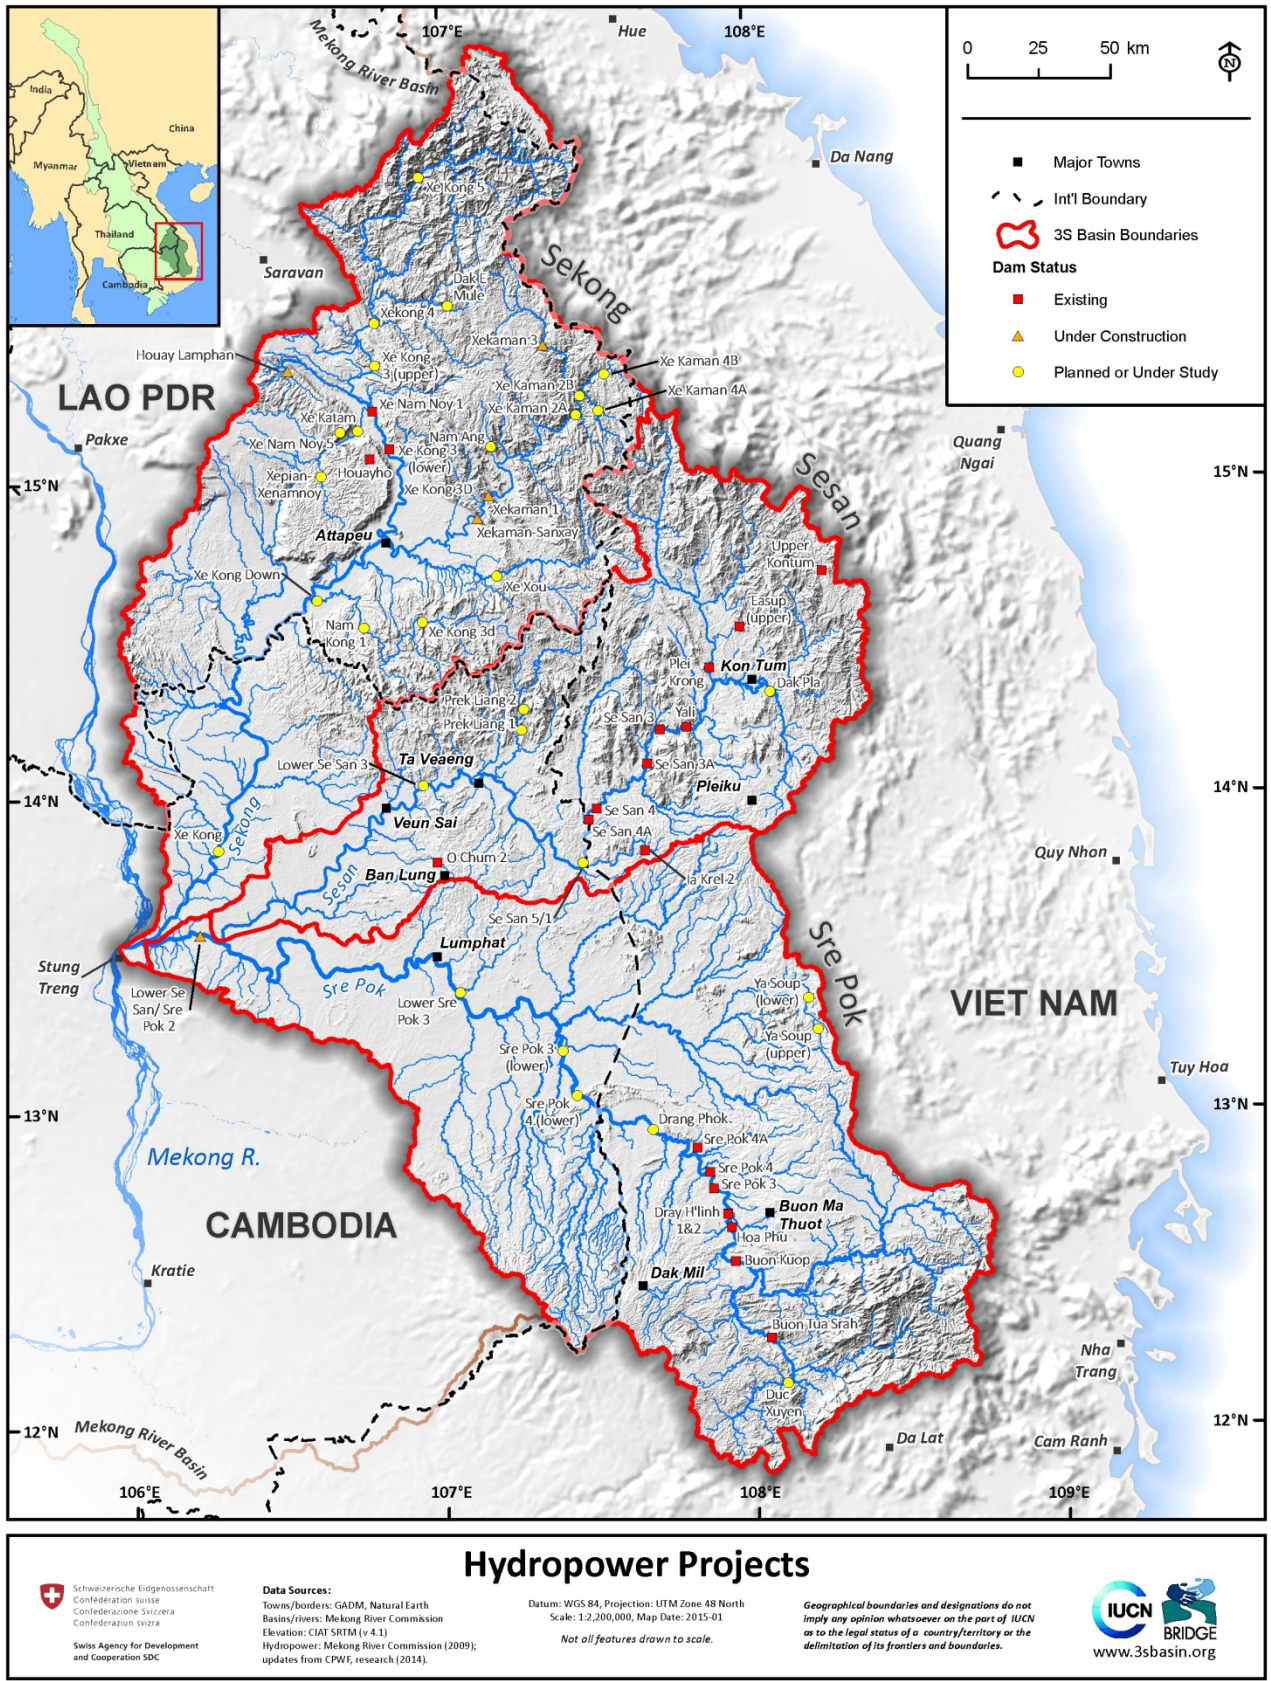 107°E
108°E
Hue
Mekong River Basin
0 25 50 km
N
India
China
Myanmar
Vietnam
Thailand
Cambodia
Da Nang
Major Towns
Int'l Boundary
3S Basin Boundaries
Dam Status
Existing
Under Construction
Planned or Under Study
Xe Kong 5
Sekong
Saravan
Dak E
Mule
Xekong 4
Xekaman 3
Houay Lamphan
Xe Kong
3 (upper)
Xe Kaman 4B
Xe Kaman 2B
Xe Kaman 4A
LAO PDR
Xe Nam Noy 1
Xe Kaman 2A
Xe Katam
Pakxe
Xe Nam Noy 5
Nam Ang
Xe Kong 3
(lower)
Quang
Ngai
Houayho
Xepian-
Xenamnoy
Sesan
15°N
15°N
Xe Kong 3D
Xekaman 1
Xekaman-Sanxay
Attapeu
Upper
Kontum
Xe Kong Down
Xe Xou
Easup
(upper)
Nam
Kong 1
Xe Kong 3d
Plei
Krong
Kon Tum
Dak Pla
Prek Liang 2
Prek Liang 1
Se San 3
Yali
Ta Veaeng
Lower Se San 3
Se San 3A
Pleiku
14°N
14°N
Veun Sai
Se San 4
Se San 4A
Xe Kong
Sekong
Quy Nhon
O Chum 2
Ban Lung
Sesan
Ia Krel 2
Se San 5/1
Lumphat
Sre Pok
Stung
Treng
Sre Pok
Lower Se
San/ Sre
Pok 2
Lower Sre
Pok 3
Ya Soup
(lower)
VIET NAM
Ya Soup
(upper)
Sre Pok 3
(lower)
Tuy Hoa
13°N
13°N
Sre Pok
4 (lower)
Drang Phok
Sre Pok 4A
Mekong R.
Sre Pok 4
Sre Pok 3
CAMBODIA
Dray H'linh
1&2
Buon Ma
Thuot
Hoa Phu
Buon Kuop
Kratie
Dak Mil
Buon Tua Srah
Nha
Trang
Duc
Xuyen
12°N
12°N
Mekong River Basin
Da Lat
Cam Ranh
106°E
107°E
108°E
109°E
Hydropower Projects
Schweizerische Eidgenossenschaft
Confédération suisse
Confederazione Svizzera
Confederaziun svizra
Swiss Agency for Development
and Cooperation SDC
Data Sources:
Towns/borders: GADM, Natural Earth
Basins/rivers: Mekong River Commission
Elevation: CIAT SRTM (v 4.1)
Hydropower: Mekong River Commission (2009);
updates from CPWF, research (2014).
Datum: WGS 84, Projection: UTM Zone 48 North
Scale: 1:2,200,000, Map Date: 2015-01
Not all features drawn to scale.
Geographical boundaries and designations do not
imply any opinion whatsoever on the part of IUCN
as to the legal status of a country/territory or the
delimitation of its frontiers and boundaries.
IUCN
BRIDGE
www.3sbasin.org